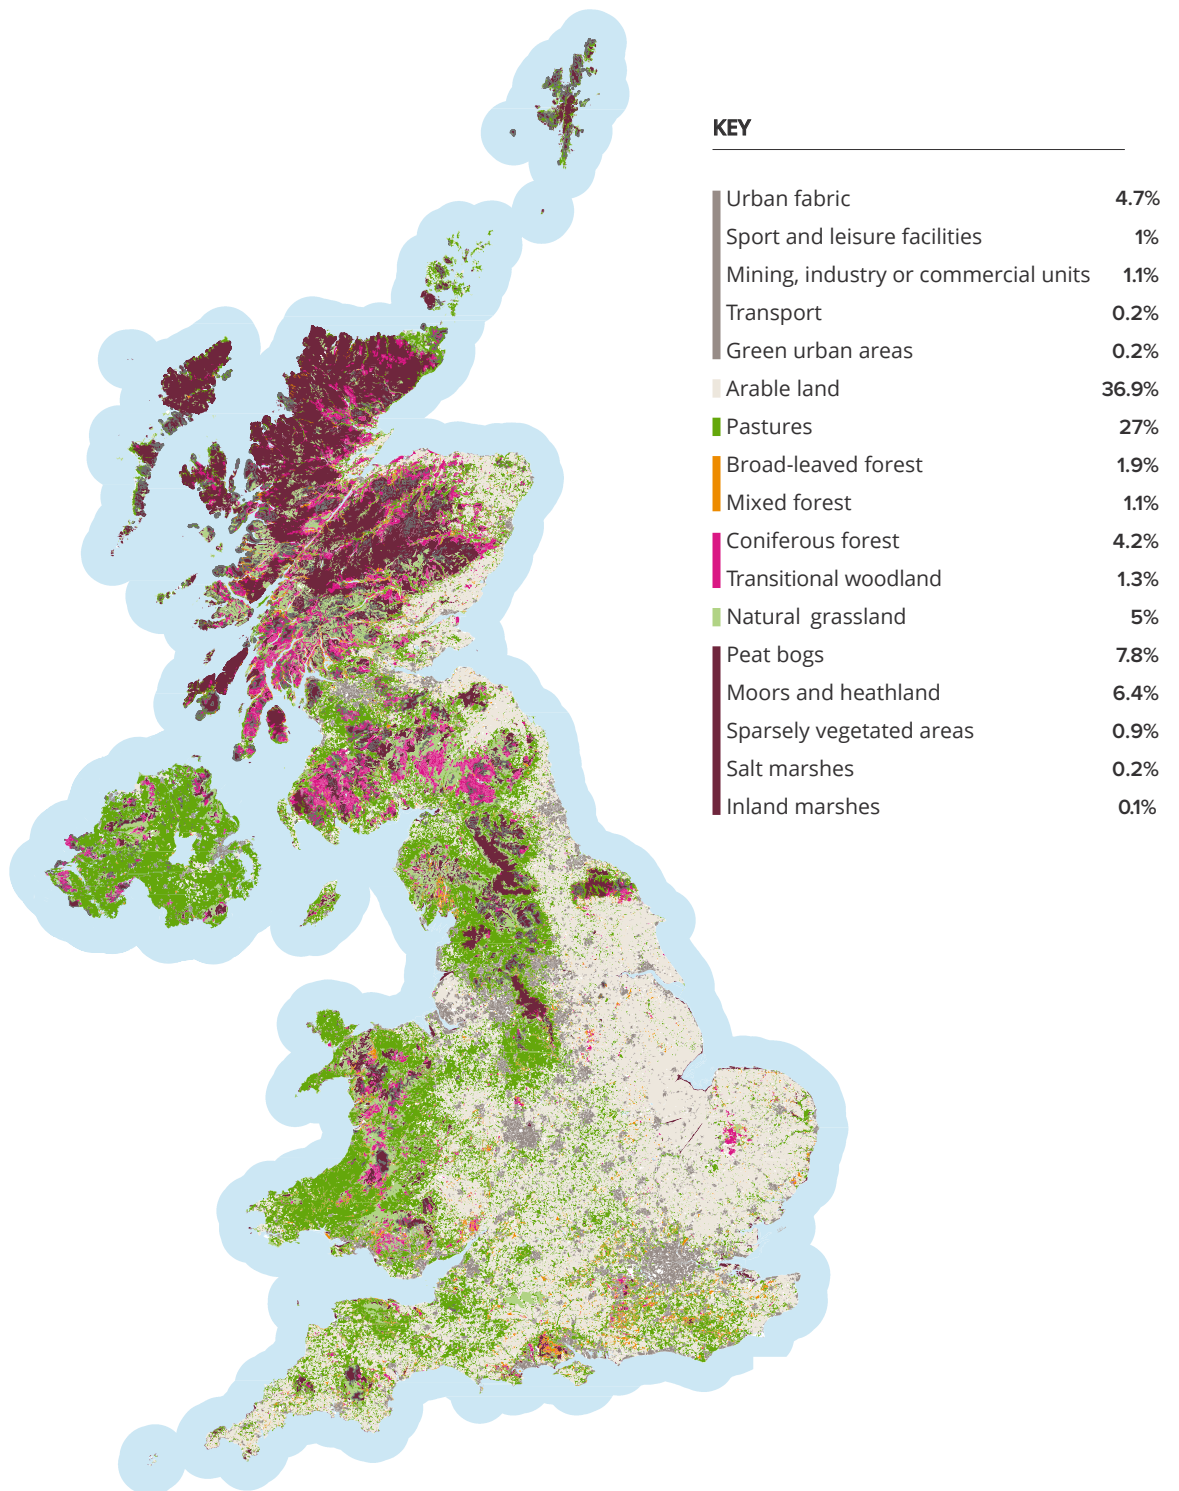 KEY
Urban fabric 4.7%
Sport and leisure facilities 1%
Mining, industry or commercial units 1.1%
Transport 0.2%
Green urban areas 0.2%
Arable land 36.9%
Pastures 27%
Broad-leaved forest 1.9%
Mixed forest 1.1%
Coniferous forest 4.2%
Transitional woodland 1.3%
Natural grassland 5%
Peat bogs 7.8%
Moors and heathland 6.4%
Sparsely vegetated areas 0.9%
Salt marshes 0.2%
Inland marshes 0.1%